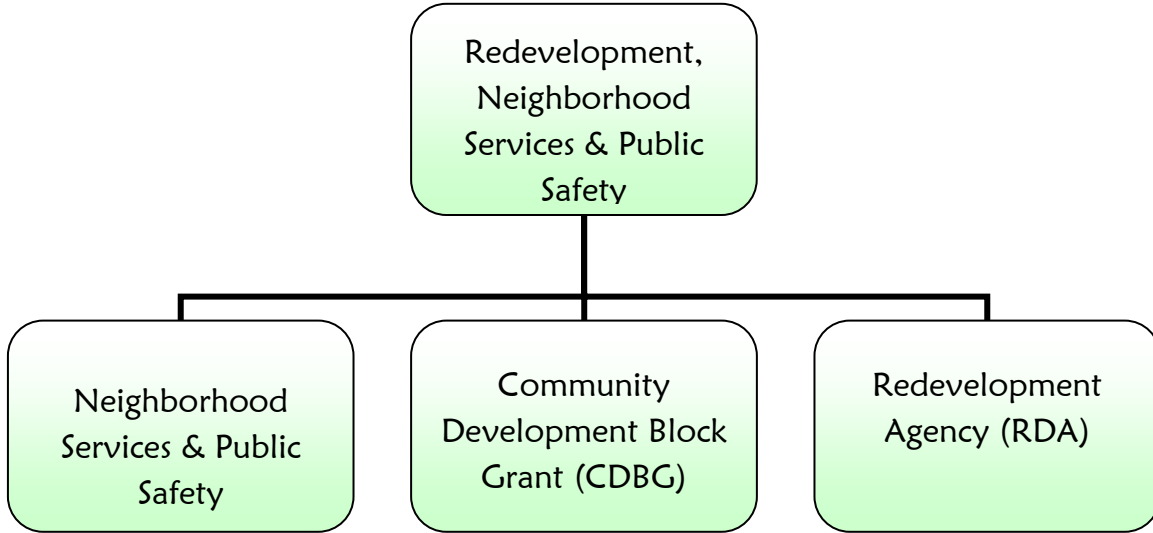 Redevelopment,
Neighborhood
Services & Public
Safety
Neighborhood
Services & Public
Safety
Community
Development Block
Grant (CDBG)
Redevelopment
Agency (RDA)